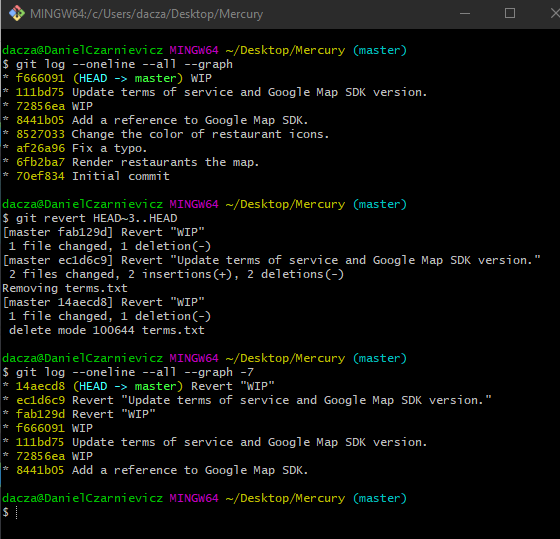 MINGW64:/c/Users/dacza/Desktop/Mercury
dacza@DanielCzarnievicz MINGW64 ~/Desktop/Mercury (master)
$ git log --oneline --all --graph
* f666091 (HEAD -> master) WIP
* 111bd75 Update terms of service and Google Map SDK version.
* 72856ea WIP
* 8441b05 Add a reference to Google Map SDK.
* 8527033 Change the color of restaurant icons.
* af26a96 Fix a typo.
* 6fb2ba7 Render restaurants the map.
* 70ef834 Initial commit
dacza@DanielCzarnievicz MINGW64 ~/Desktop/Mercury (master)
$ git revert HEAD~3..HEAD
[master fab129d] Revert "WIP"
 1 file changed, 1 deletion(-)
[master ec1d6c9] Revert "Update terms of service and Google Map SDK version."
 2 files changed, 2 insertions(+), 2 deletions(-)
Removing terms.txt
[master 14aecd8] Revert "WIP"
 1 file changed, 1 deletion(-)
 delete mode 100644 terms.txt
dacza@DanielCzarnievicz MINGW64 ~/Desktop/Mercury (master)
$ git log --oneline --all --graph -7
* 14aecd8 (HEAD -> master) Revert "WIP"
* ec1d6c9 Revert "Update terms of service and Google Map SDK version."
* fab129d Revert "WIP"
* f666091 WIP
* 111bd75 Update terms of service and Google Map SDK version.
* 72856ea WIP
* 8441b05 Add a reference to Google Map SDK.
dacza@DanielCzarnievicz MINGW64 ~/Desktop/Mercury (master)
$